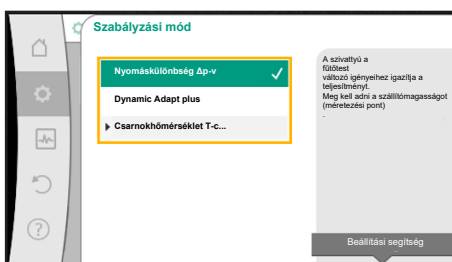 Szabályzási mód
Nyomáskülönbség Δp-v
Dynamic Adapt plus
Csarnokhőmérséklet T-c...
A szivattyú a
fűtőtest
változó igényeihez igazítja a
teljesítményt.
Meg kell adni a szállítómagasságot
(méretezési pont)
.
Beállítási segítség